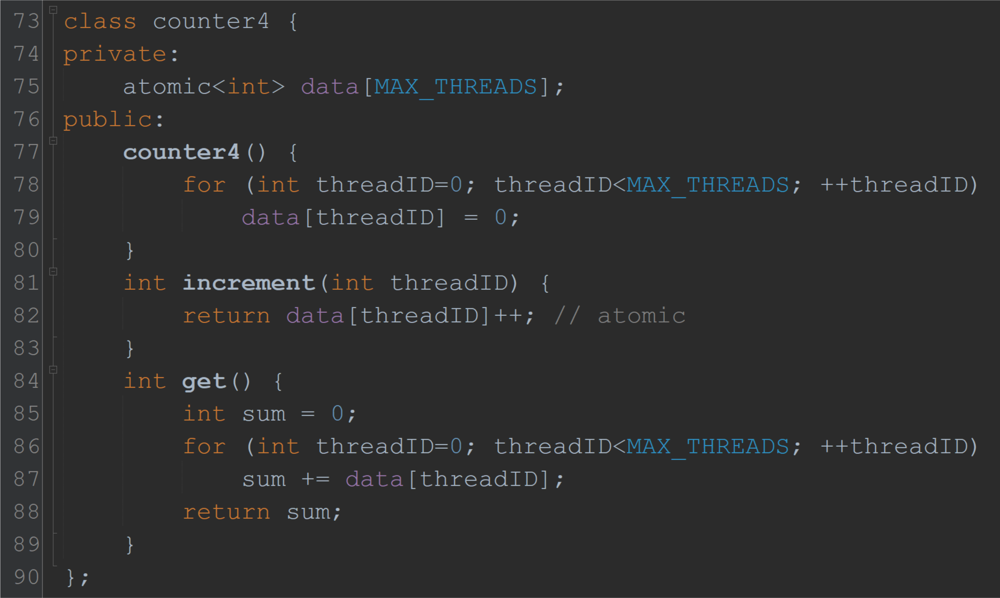 73 class counter4 {
74 private:
75     atomic<int> data[MAX_THREADS];
76 public:
77     counter4() {
78         for (int threadID=0; threadID<MAX_THREADS; ++threadID)
79             data[threadID] = 0;
80     }
81     int increment(int threadID) {
82         return data[threadID]++; // atomic
83     }
84     int get() {
85         int sum = 0;
86         for (int threadID=0; threadID<MAX_THREADS; ++threadID)
87             sum += data[threadID];
88         return sum;
89     }
90 };